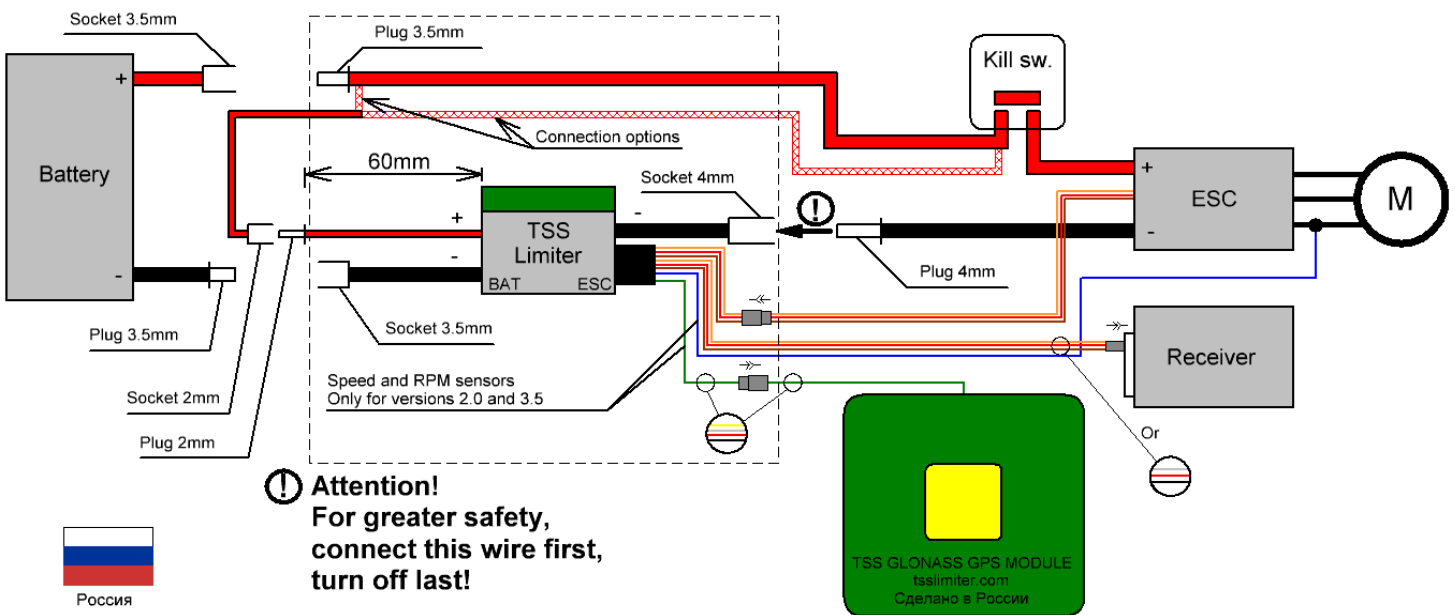 Socket 3.5mm
Plug 3.5mm
Kill sw.
+
Connection options
Battery
60mm
Socket 4mm
+
ESC
M
+
-
TSS
Limiter
-
!
-
-
BAT
ESC
Plug 4mm
Plug 3.5mm
Socket 3.5mm
Receiver
Speed and RPM sensors
Only for versions 2.0 and 3.5
Socket 2mm
Plug 2mm
Or
! Attention!
For greater safety,
connect this wire first,
turn off last!
TSS GLONASS GPS MODULE
tsslimiter.com
Сделано в России
Россия